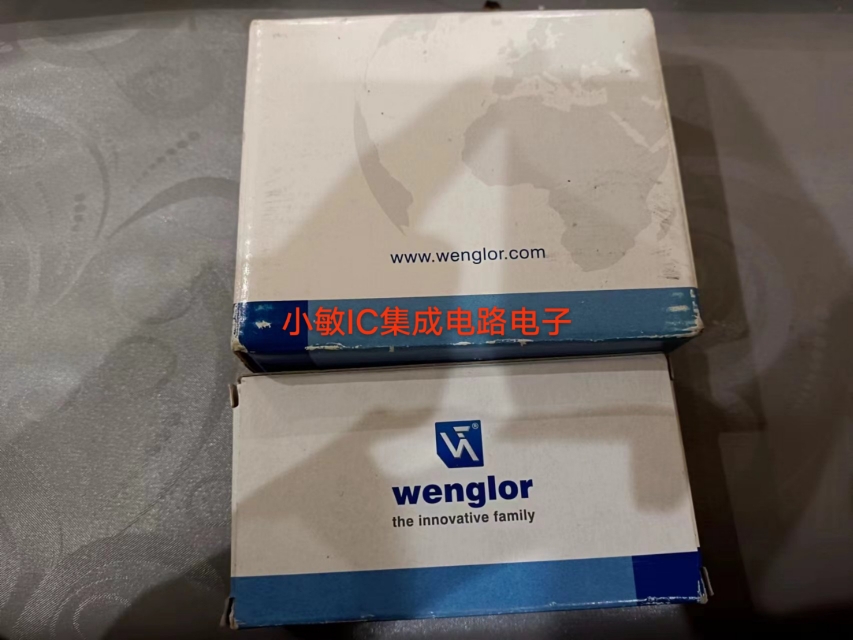 www.wenglor.com
小敏IC集成电路电子
wenglor
the innovative family